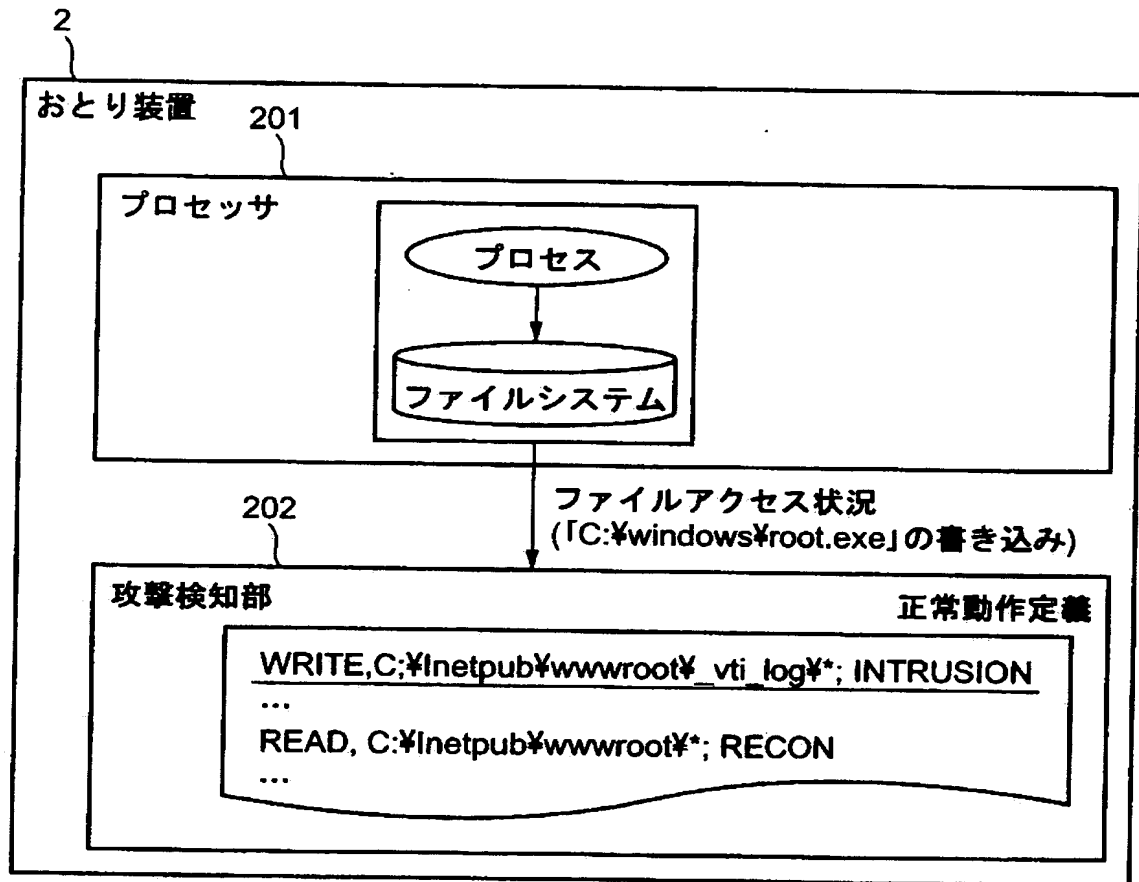 2
おとり装置
201
プロセッサ
プロセス
ファイルシステム
ファイルアクセス状況
(「C:¥windows¥root.exe」の書き込み)
202
攻撃検知部
正常動作定義
WRITE,C;¥Inetpub¥wwwroot¥_vti_log¥*; INTRUSION
...
READ, C:¥Inetpub¥wwwroot¥*; RECON
...